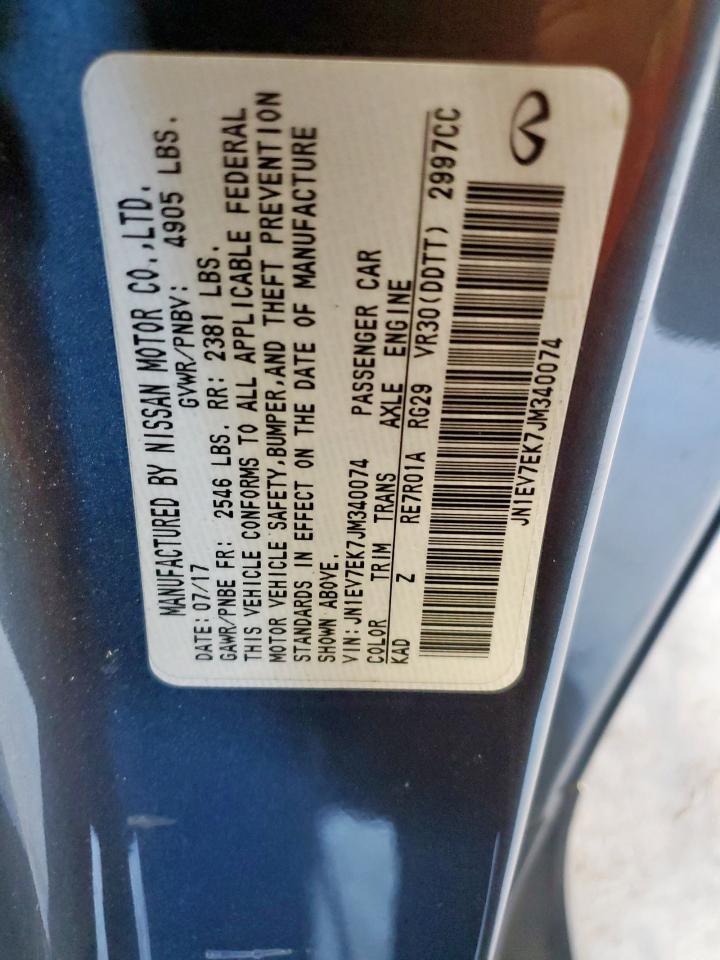 MANUFACTURED BY NISSAN MOTOR CO.,LTD.
DATE: 07/17 GVWR/PNBV: 4905 LBS.
GAWR/PNBE FR: 2546 LBS. RR: 2381 LBS.
THIS VEHICLE CONFORMS TO ALL APPLICABLE FEDERAL
MOTOR VEHICLE SAFETY,BUMPER,AND THEFT PREVENTION
STANDARDS IN EFFECT ON THE DATE OF MANUFACTURE
SHOWN ABOVE.
VIN:JN1EV7EK7JM340074 PASSENGER CAR
COLOR TRIM TRANS AXLE ENGINE
KAD Z RE7R01A RG29 VR30(DDTT) 2997CC
JN1EV7EK7JM340074